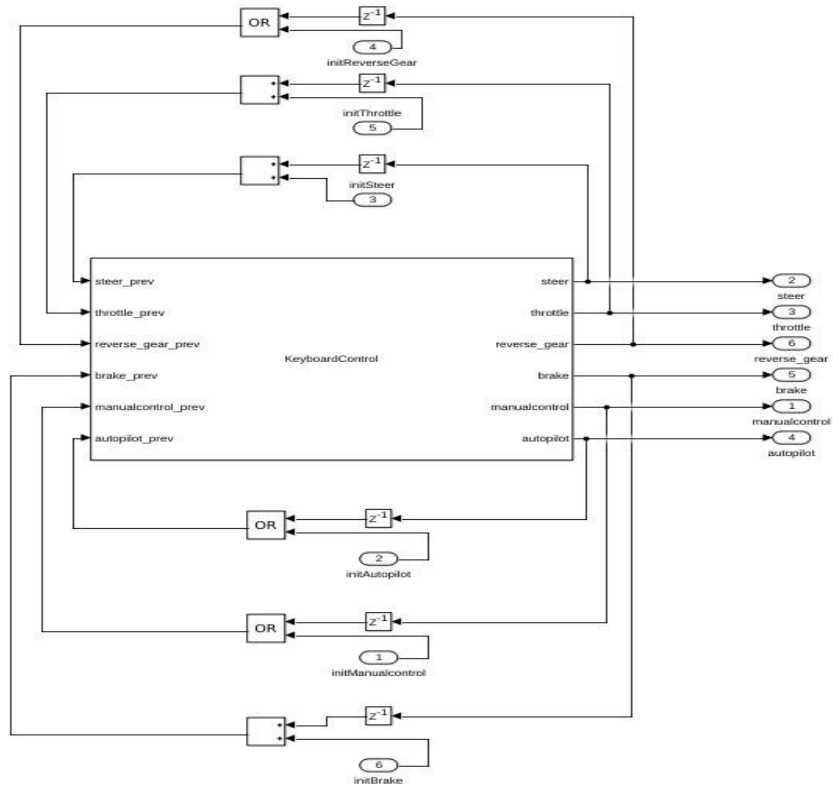 OR
Z-1
4
initReverseGear
+
+
Z-1
initThrottle
5
+
+
Z-1
initSteer
3
steer_prev
throttle_prev
reverse_gear_prev
brake_prev
manualcontrol_prev
autopilot_prev
KeyboardControl
steer
throttle
reverse_gear
brake
manualcontrol
autopilot
2
steer
3
throttle
6
reverse_gear
5
brake
1
manualcontrol
4
autopilot
OR
Z-1
2
initAutopilot
OR
Z-1
1
initManualcontrol
+
+
Z-1
6
initBrake